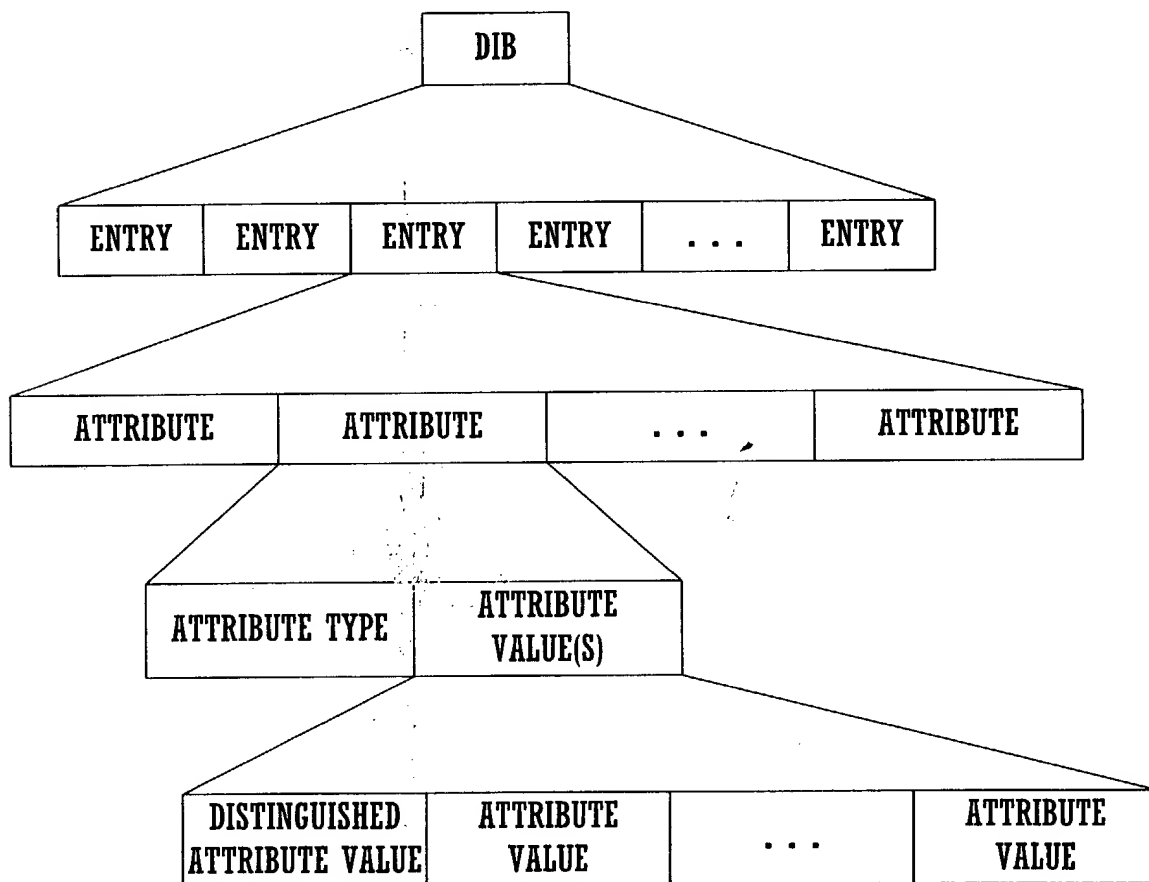 DIB
ENTRY ENTRY ENTRY ENTRY . . . ENTRY
ATTRIBUTE ATTRIBUTE . . . ATTRIBUTE
ATTRIBUTE TYPE
ATTRIBUTE
VALUE(S)
DISTINGUISHED
ATTRIBUTE VALUE
ATTRIBUTE
VALUE
. . .
ATTRIBUTE
VALUE